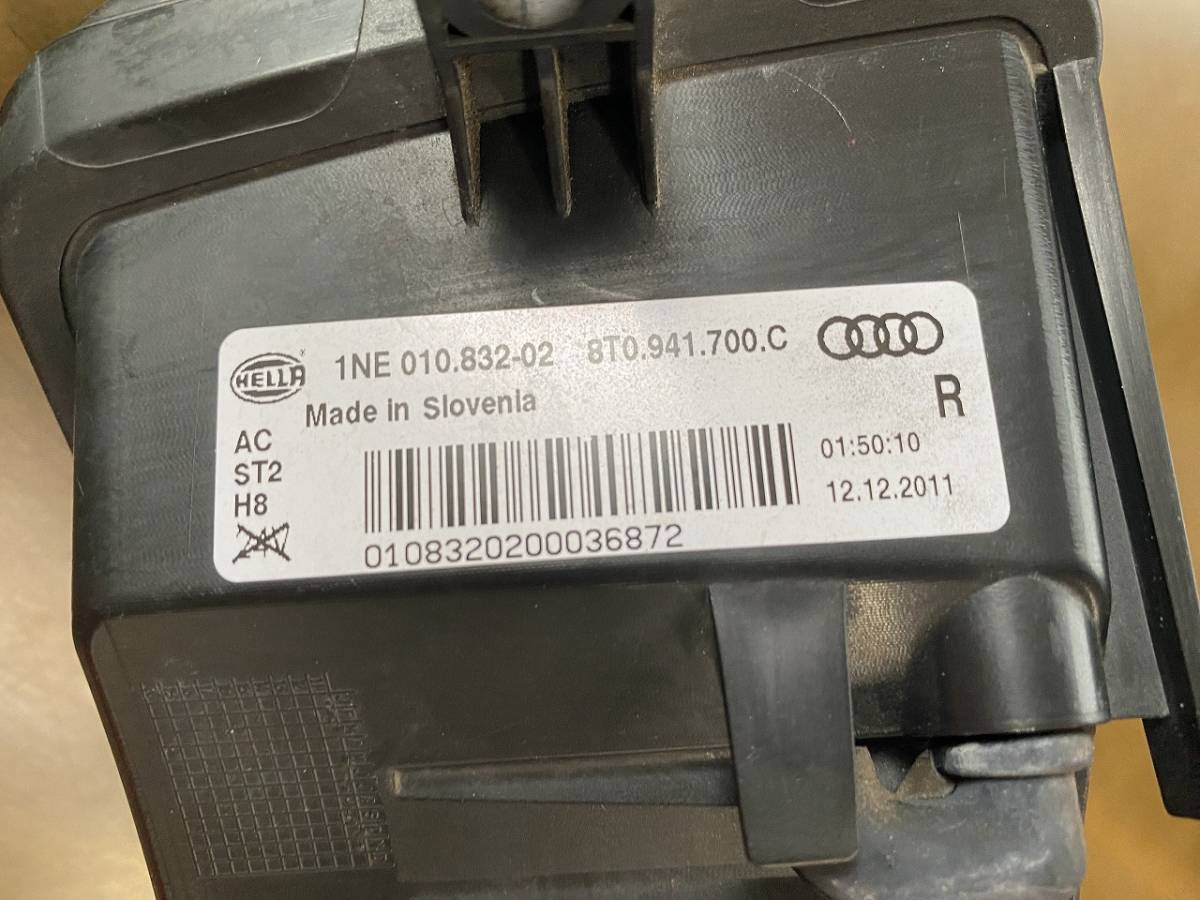 HELLA® 1NE 010.832-02 8T0.941.700.C
Made in Slovenia R
AC
ST2
H8
01:50:10
12.12.2011
0108320200036872